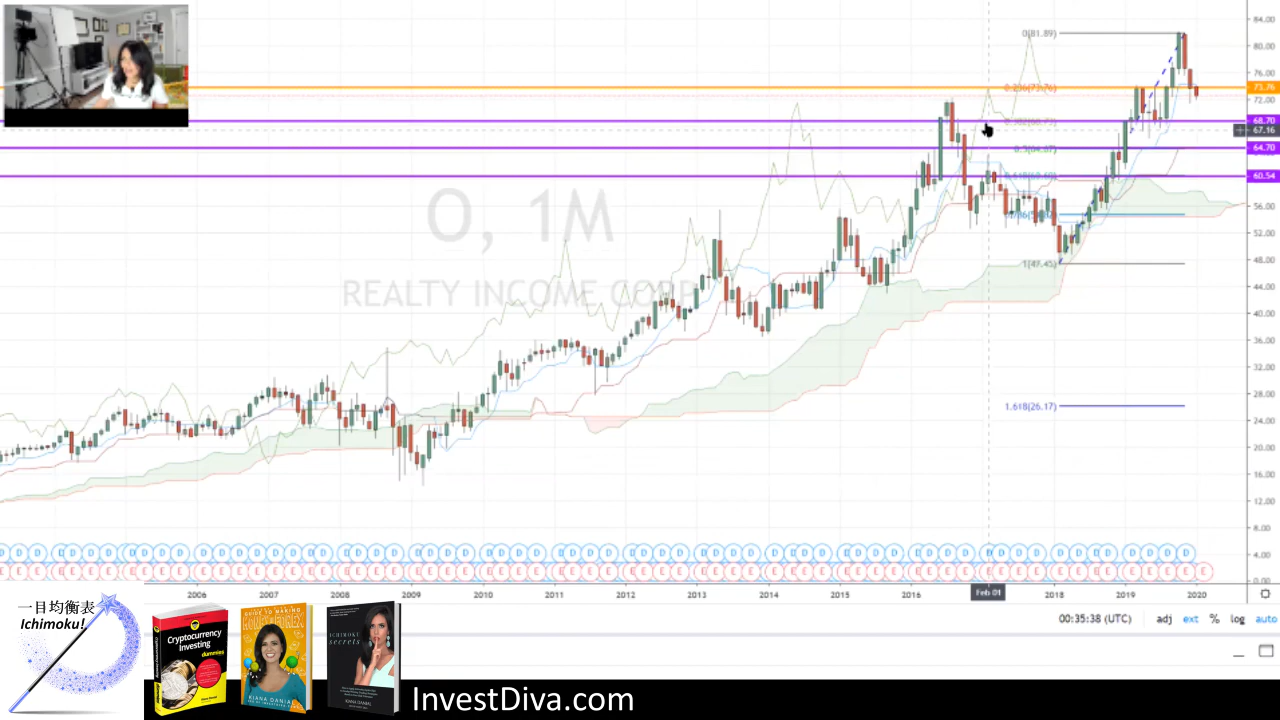 O, 1M
REALTY INCOME CORP
0(81.89)
0.236(73.76)
1(47.45)
1.618(26.17)
84.00
80.00
76.00
73.76
72.00
68.70
67.16
64.70
60.54
56.00
52.00
48.00
44.00
40.00
36.00
32.00
28.00
24.00
20.00
16.00
12.00
8.00
4.00
0.00
D D D D D D D D D D D D D D D D D D D D
E E E E E E E E E E E E E E E E E E E E
2006 2007 2008 2009 2010 2011 2012 2013 2014 2015 2016 Feb 01 2018 2019 2020
00:35:38 (UTC) adj ext % log auto
一目均衡表
Ichimoku!
Cryptocurrency
Investing
dummies
KIANA DANIAL
ICHIMOKU
secrets
InvestDiva.com